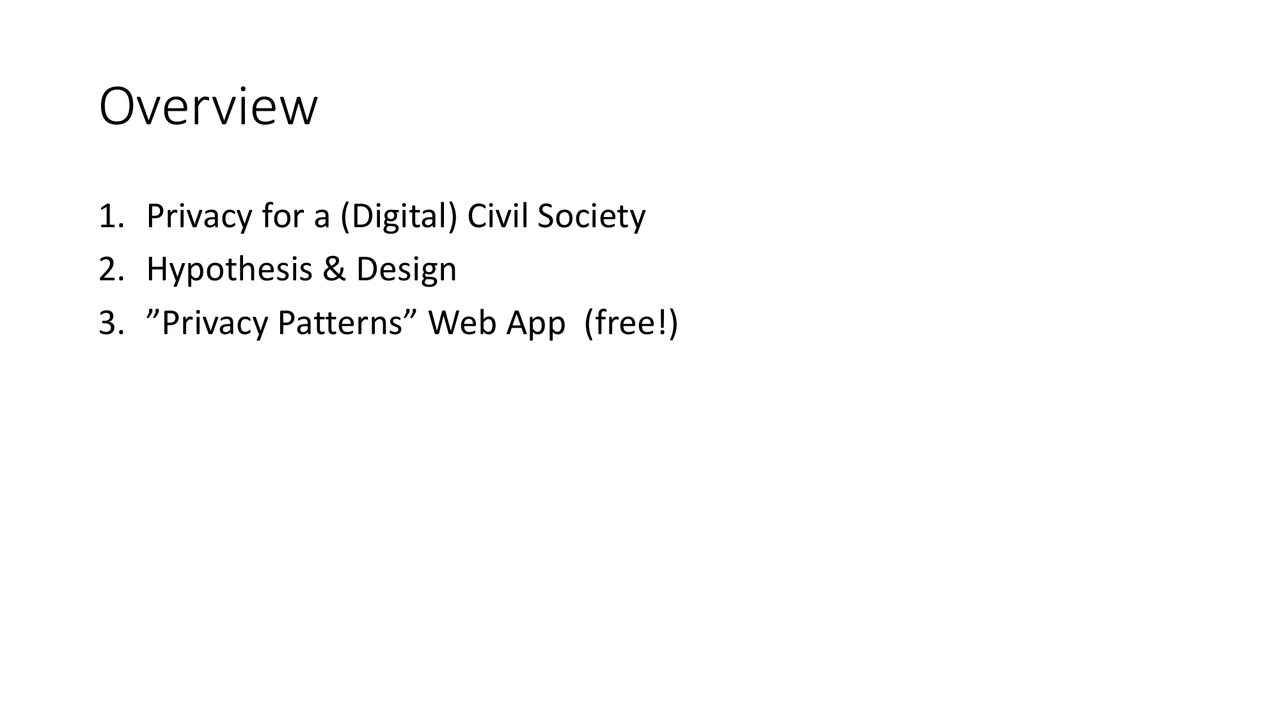 Overview
1. Privacy for a (Digital) Civil Society
2. Hypothesis & Design
3. ”Privacy Patterns” Web App  (free!)